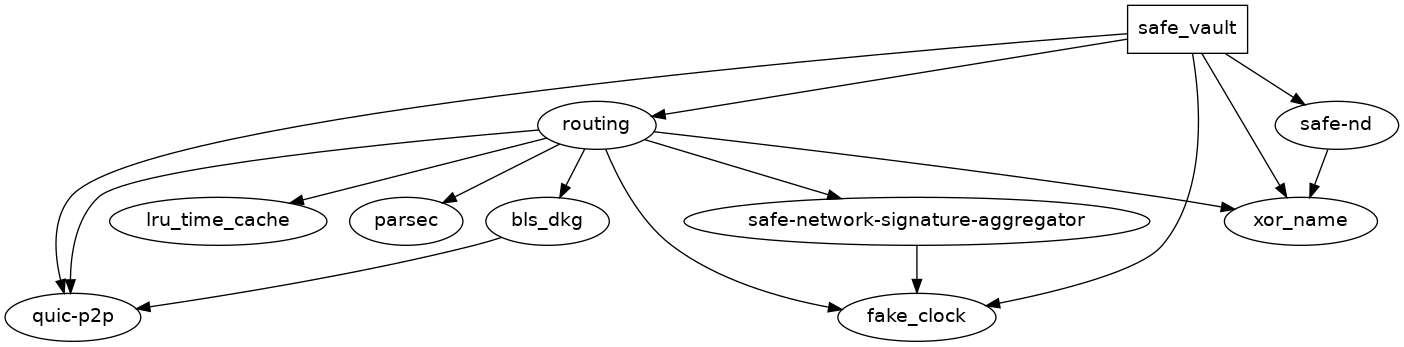 safe_vault
routing
safe-nd
lru_time_cache
parsec
bls_dkg
safe-network-signature-aggregator
xor_name
quic-p2p
fake_clock